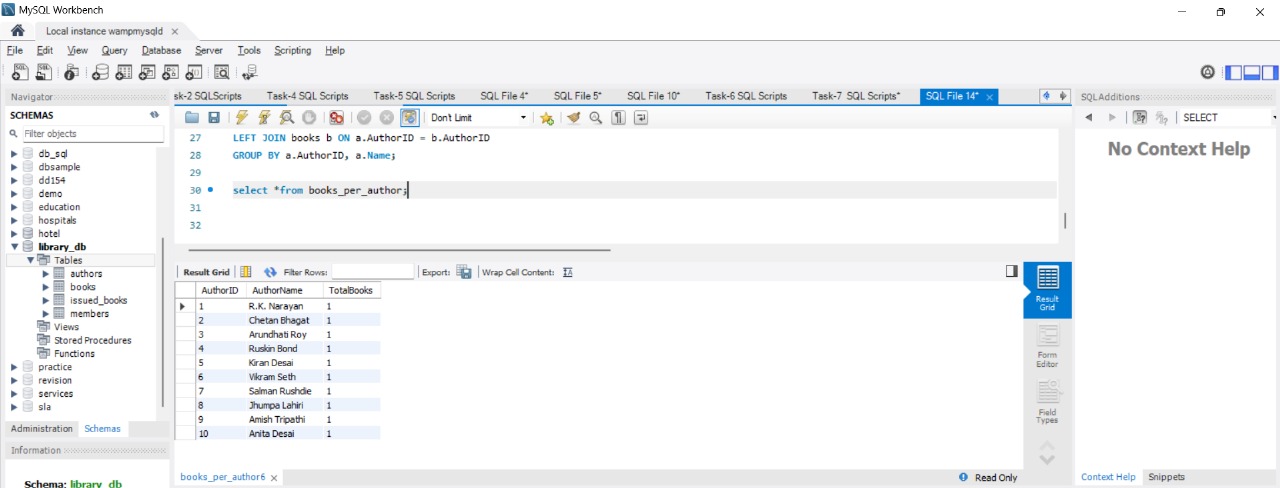 MySQL Workbench
Local instance wampmysqld
File Edit View Query Database Server Tools Scripting Help
Navigator
SCHEMAS
Filter objects
db_sql
dbsample
dd154
demo
education
hospitals
hotel
library_db
Tables
authors
books
issued_books
members
Views
Stored Procedures
Functions
practice
revision
services
sla
Administration Schemas
Information
Schema: library_db
sk-2 SQLScripts Task-4 SQL Scripts Task-5 SQL Scripts SQL File 4* SQL File 5* SQL File 10* Task-6 SQL Scripts Task-7 SQL Scripts* SQL File 14*
Don't Limit
27 LEFT JOIN books b ON a.AuthorID = b.AuthorID
28 GROUP BY a.AuthorID, a.Name;
29
30 select *from books_per_author;
31
32
Result Grid Filter Rows: Export: Wrap Cell Content:
AuthorID AuthorName TotalBooks
1 R.K. Narayan 1
2 Chetan Bhagat 1
3 Arundhati Roy 1
4 Ruskin Bond 1
5 Kiran Desai 1
6 Vikram Seth 1
7 Salman Rushdie 1
8 Jhumpa Lahiri 1
9 Amish Tripathi 1
10 Anita Desai 1
Result
Grid
Form
Editor
Field
Types
books_per_author6
Read Only
SQLAdditions
SELECT
No Context Help
Context Help Snippets